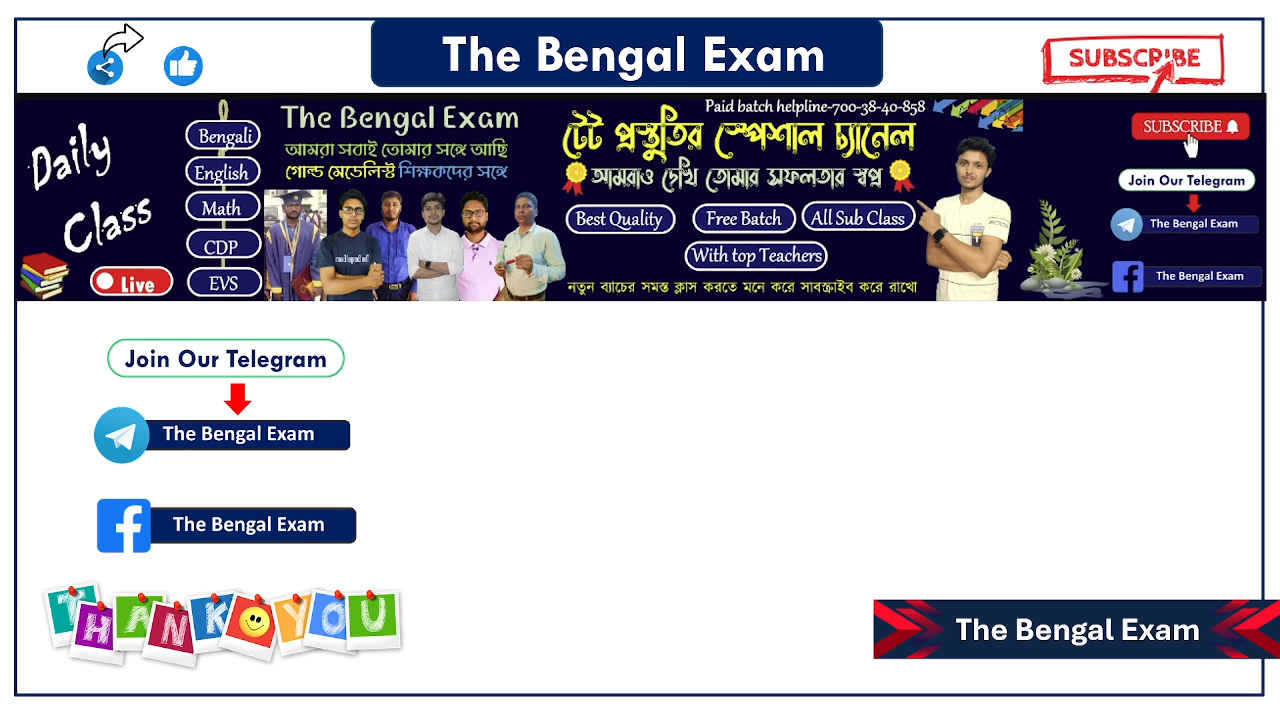 The Bengal Exam
SUBSCRIBE
Daily
Class
Live
Bengali
English
Math
CDP
EVS
The Bengal Exam
আমরা সবাই তোমার সঙ্গে আছি
গোল্ড মেডেলিস্ট শিক্ষকদের সঙ্গে
The Bengal Exam
Paid batch helpline-700-38-40-858
টেট প্রস্তুতির স্পেশাল চ্যানেল
আমরাও দেখি তোমার সফলতার স্বপ্ন
Best Quality
Free Batch
All Sub Class
With top Teachers
নতুন ব্যাচের সমস্ত ক্লাস করতে মনে করে সাবস্ক্রাইব করে রাখো
SUBSCRIBE
Join Our Telegram
The Bengal Exam
The Bengal Exam
Join Our Telegram
The Bengal Exam
The Bengal Exam
THANK YOU
The Bengal Exam